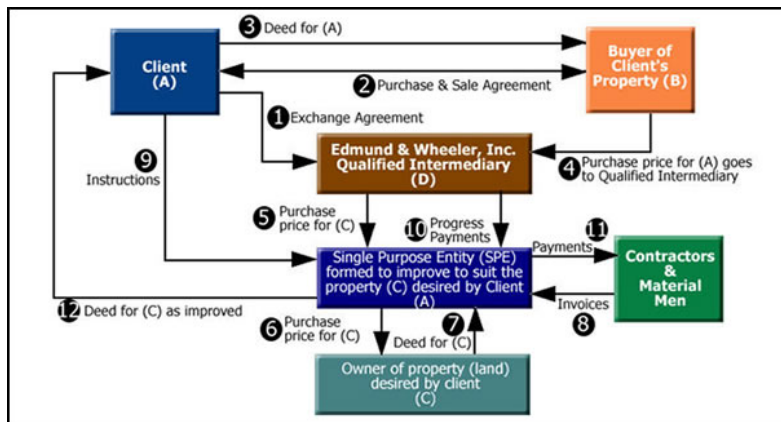 3 Deed for (A)
Client
(A)
Buyer of
Client's
Property (B)
2 Purchase & Sale Agreement
1 Exchange Agreement
9
Instructions
Edmund & Wheeler, Inc.
Qualified Intermediary
(D)
4 Purchase price for (A) goes
to Qualified Intermediary
5 Purchase
price for (C)
10 Progress
Payments
Single Purpose Entity (SPE)
formed to improve to suit the
property (C) desired by Client
(A)
Payments 11
Contractors
&
Material
Men
Invoices
8
12 Deed for (C) as improved
6 Purchase
price for (C)
7
Deed for (C)
Owner of property (land)
desired by client
(C)